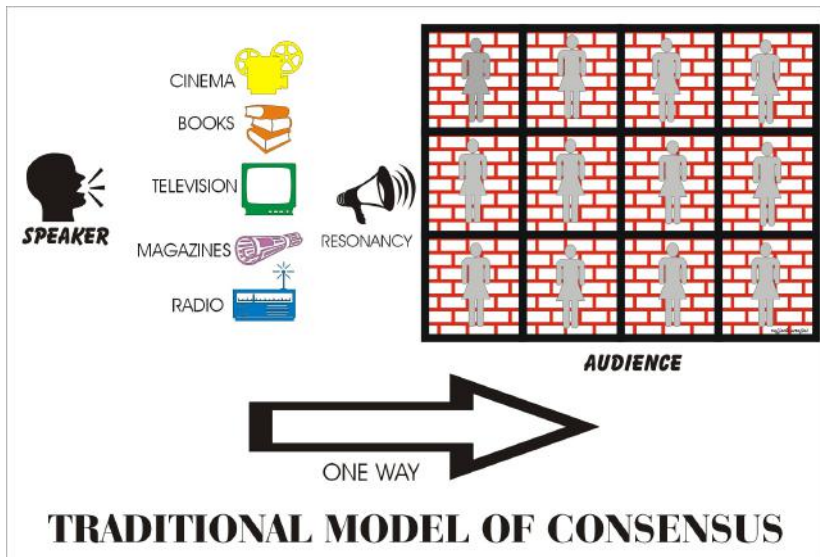 CINEMA
BOOKS
TELEVISION
MAGAZINES
RADIO
SPEAKER
RESONANCY
AUDIENCE
ONE WAY
TRADITIONAL MODEL OF CONSENSUS